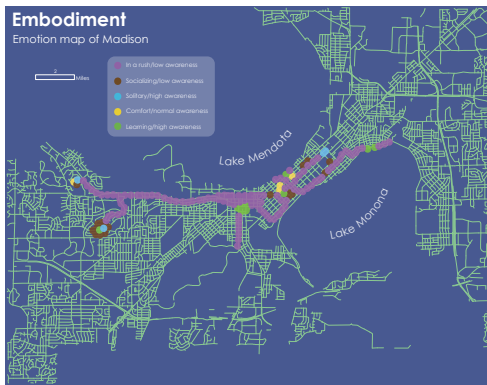 Embodiment
Emotion map of Madison
2
Miles
In a rush/low awareness
Socializing/low awareness
Solitary/high awareness
Comfort/normal awareness
Learning/high awareness
Lake Mendota
Lake Monona